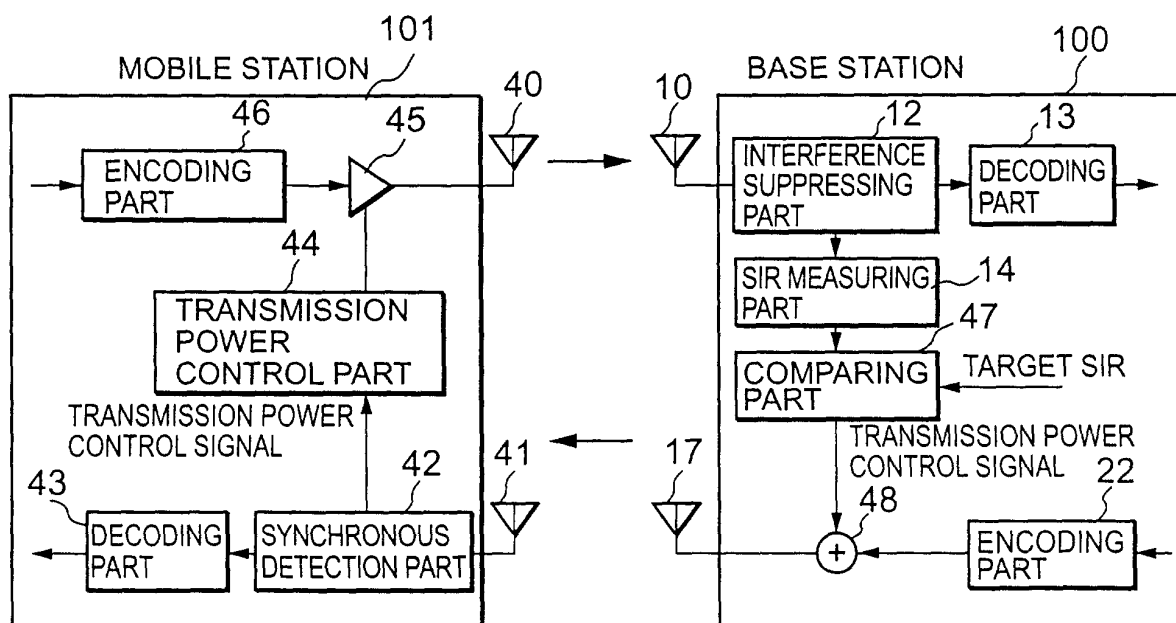 MOBILE STATION
101
BASE STATION
100
46
ENCODING
PART
45
40
10
12
INTERFERENCE
SUPPRESSING
PART
13
DECODING
PART
44
TRANSMISSION
POWER
CONTROL PART
14
SIR MEASURING
PART
47
COMPARING
PART
TARGET SIR
TRANSMISSION POWER
CONTROL SIGNAL
TRANSMISSION POWER
CONTROL SIGNAL
43
DECODING
PART
42
SYNCHRONOUS
DETECTION PART
41
17
48
+
22
ENCODING
PART